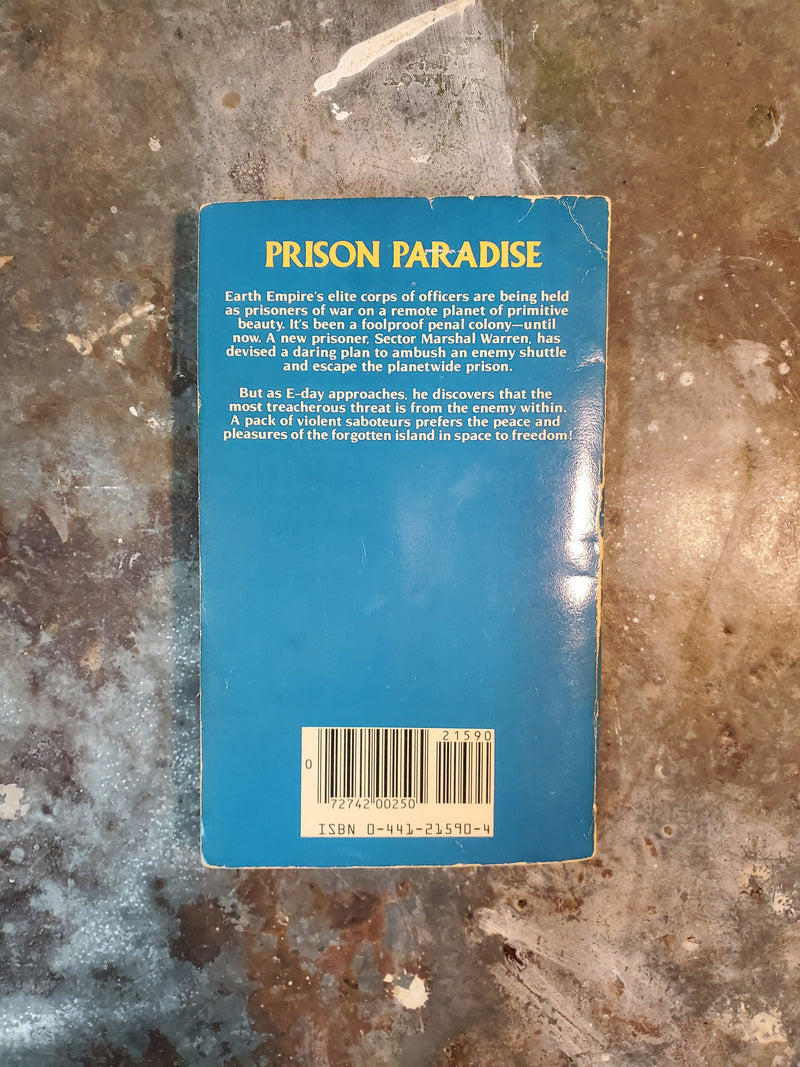 PRISON PARADISE
Earth Empire's elite corps of officers are being held
as prisoners of war on a remote planet of primitive
beauty. It's been a foolproof penal colony—until
now. A new prisoner, Sector Marshal Warren, has
devised a daring plan to ambush an enemy shuttle
and escape the planetwide prison.
But as E-day approaches, he discovers that the
most treacherous threat is from the enemy within.
A pack of violent saboteurs prefers the peace and
pleasures of the forgotten island in space to freedom!
21590
0
72742 00250
ISBN 0-441-21590-4